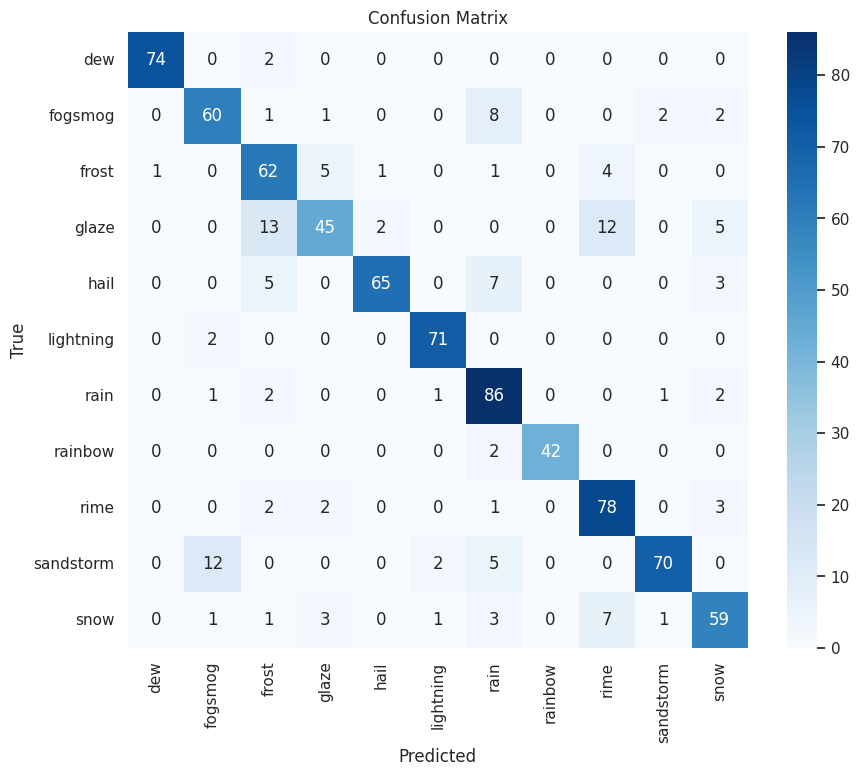 Confusion Matrix
dew 74 0 2 0 0 0 0 0 0 0 0
fogsmog 0 60 1 1 0 0 8 0 0 2 2
frost 1 0 62 5 1 0 1 0 4 0 0
glaze 0 0 13 45 2 0 0 0 12 0 5
hail 0 0 5 0 65 0 7 0 0 0 3
lightning 0 2 0 0 0 71 0 0 0 0 0
rain 0 1 2 0 0 1 86 0 0 1 2
rainbow 0 0 0 0 0 0 2 42 0 0 0
rime 0 0 2 2 0 0 1 0 78 0 3
sandstorm 0 12 0 0 0 2 5 0 0 70 0
snow 0 1 1 3 0 1 3 0 7 1 59
dew fogsmog frost glaze hail lightning rain rainbow rime sandstorm snow
Predicted
True
80
70
60
50
40
30
20
10
0